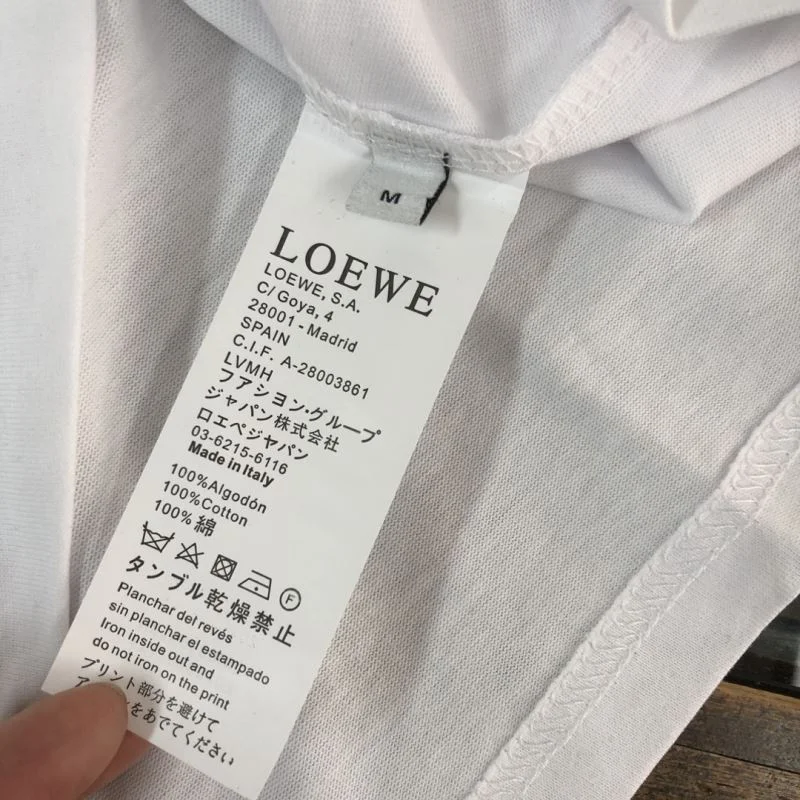 M
LOEWE
LOEWE, S.A.
C/ Goya, 4
28001 - Madrid
SPAIN
C.I.F. A-28003861
LVMH
ファション・グループ
ジャパン株式会社
ロエベジャパン
03-6215-6116
Made in Italy
100%Algodón
100%Cotton
100% 綿
F
タンブル乾燥禁止
Planchar del revés
sin planchar el estampado
Iron inside out and
do not iron on the print
プリント部分を避けて
をあててください